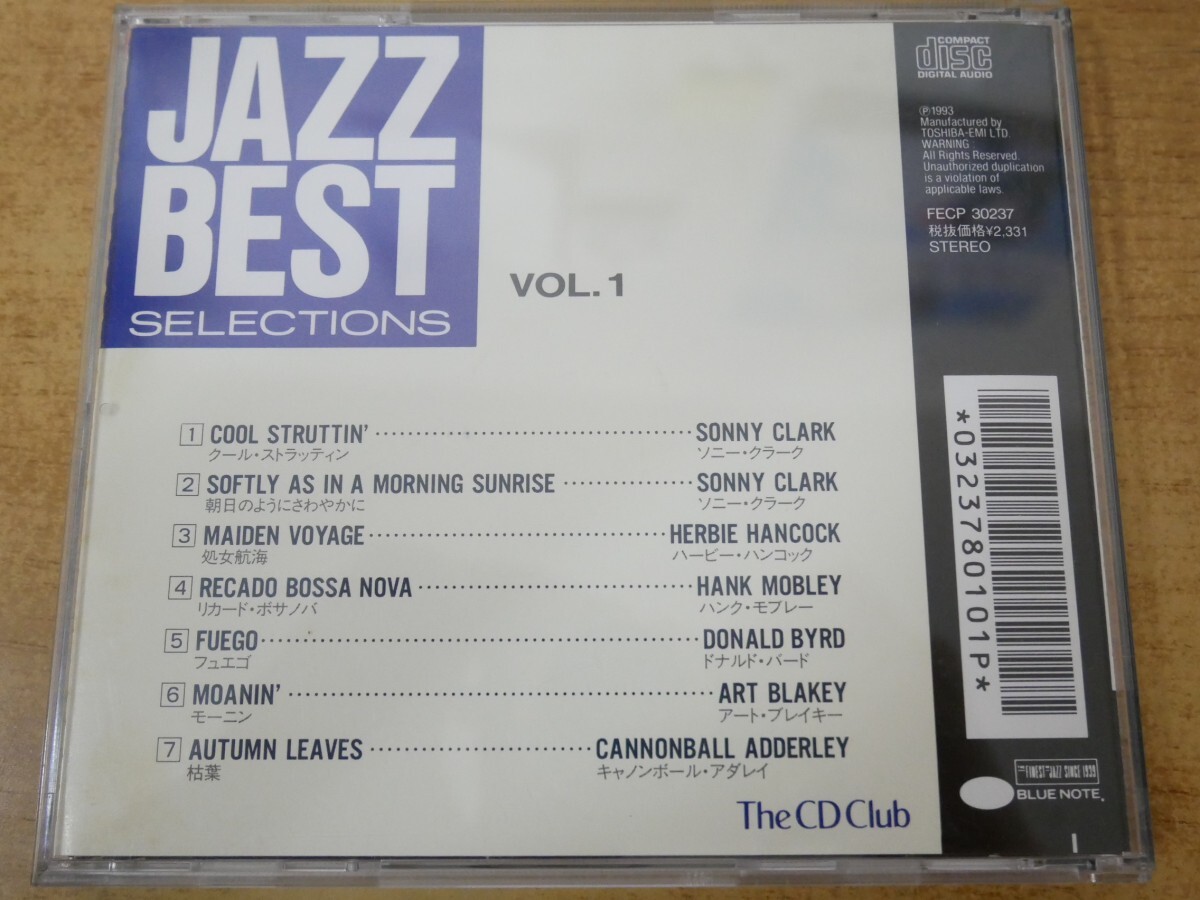 JAZZ
BEST
SELECTIONS
VOL. 1
1 COOL STRUTTIN' SONNY CLARK
クール・ストラッティン ソニー・クラーク
2 SOFTLY AS IN A MORNING SUNRISE SONNY CLARK
朝日のようにさわやかに ソニー・クラーク
3 MAIDEN VOYAGE HERBIE HANCOCK
処女航海 ハービー・ハンコック
4 RECADO BOSSA NOVA HANK MOBLEY
リカード・ボサノバ ハンク・モブレー
5 FUEGO DONALD BYRD
フュエゴ ドナルド・バード
6 MOANIN' ART BLAKEY
モーニン アート・ブレイキー
7 AUTUMN LEAVES CANNONBALL ADDERLEY
枯葉 キャノンボール・アダレイ
The CD Club
COMPACT
disc
DIGITAL AUDIO
℗1993
Manufactured by
TOSHIBA-EMI LTD.
WARNING :
All Rights Reserved.
Unauthorized duplication
is a violation of
applicable laws.
FECP 30237
税抜価格¥2,331
STEREO
*0323780101P*
THE FINEST IN JAZZ SINCE 1939
BLUE NOTE.
I